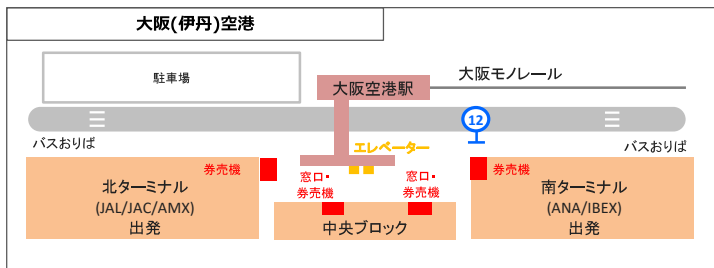 大阪(伊丹)空港
駐車場
大阪空港駅
大阪モノレール
12
バスおりば
エレベーター
バスおりば
券売機
窓口・
券売機
窓口・
券売機
券売機
北ターミナル
(JAL/JAC/AMX)
出発
中央ブロック
南ターミナル
(ANA/IBEX)
出発